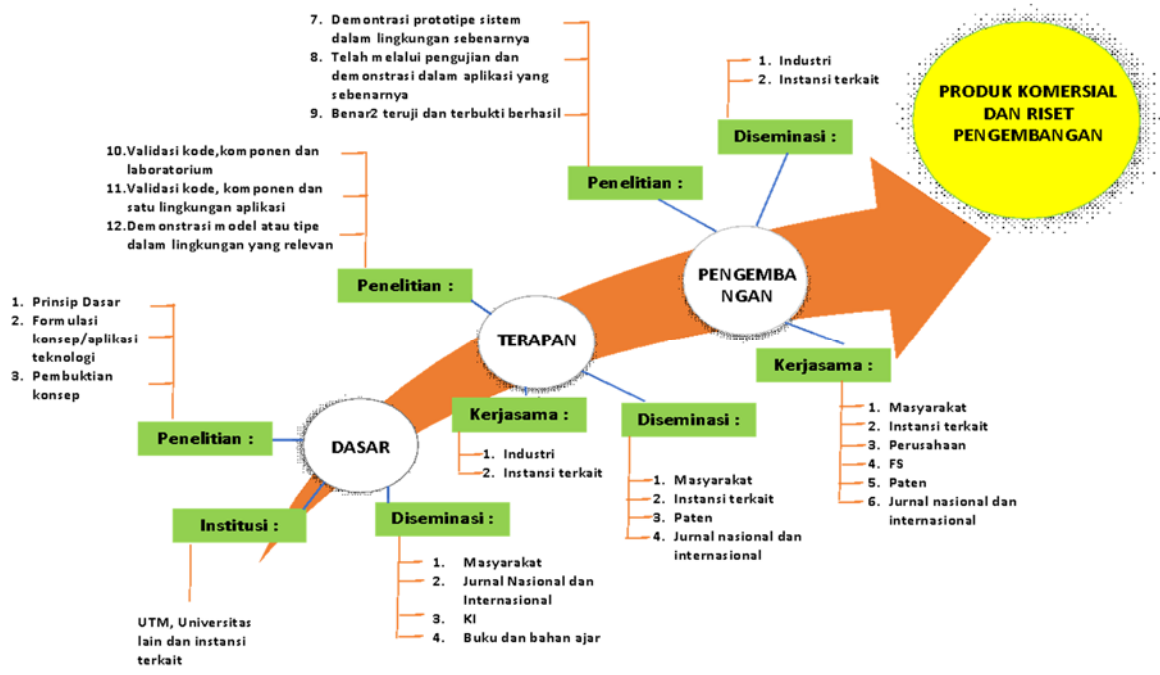 7. Demontrasi prototipe sistem
dalam lingkungan sebenarnya
8. Telah melalui pengujian dan
demonstrasi dalam aplikasi yang
sebenarnya
9. Benar2 teruji dan terbukti berhasil
Penelitian :
1. Industri
2. Instansi terkait
Diseminasi :
PRODUK KOMERSIAL
DAN RISET
PENGEMBANGAN
10.Validasi kode,komponen dan
laboratorium
11.Validasi kode, komponen dan
satu lingkungan aplikasi
12.Demonstrasi model atau tipe
dalam lingkungan yang relevan
Penelitian :
PENGEMBA
NGAN
1. Prinsip Dasar
2. Formulasi
konsep/aplikasi
teknologi
3. Pembuktian
konsep
Penelitian :
TERAPAN
Kerjasama :
1. Masyarakat
2. Instansi terkait
3. Perusahaan
4. FS
5. Paten
6. Jurnal nasional dan
internasional
DASAR
Kerjasama :
1. Industri
2. Instansi terkait
Diseminasi :
1. Masyarakat
2. Instansi terkait
3. Paten
4. Jurnal nasional dan
internasional
Institusi :
UTM, Universitas
lain dan instansi
terkait
Diseminasi :
1. Masyarakat
2. Jurnal Nasional dan
Internasional
3. KI
4. Buku dan bahan ajar